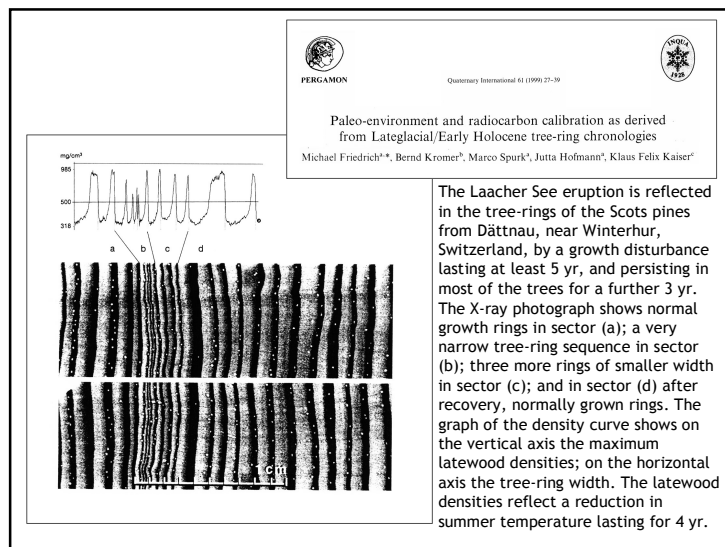 PERGAMON
Quaternary International 61 (1999) 27–39
INQUA
1928
Paleo-environment and radiocarbon calibration as derived
from Lateglacial/Early Holocene tree-ring chronologies
Michael Friedrichᵃ,*, Bernd Kromerᵇ, Marco Spurkᵃ, Jutta Hofmannᵃ, Klaus Felix Kaiserᶜ
mg/cm³
985
500
318
a b c d
1 cm
The Laacher See eruption is reflected
in the tree-rings of the Scots pines
from Dättnau, near Winterhur,
Switzerland, by a growth disturbance
lasting at least 5 yr, and persisting in
most of the trees for a further 3 yr.
The X-ray photograph shows normal
growth rings in sector (a); a very
narrow tree-ring sequence in sector
(b); three more rings of smaller width
in sector (c); and in sector (d) after
recovery, normally grown rings. The
graph of the density curve shows on
the vertical axis the maximum
latewood densities; on the horizontal
axis the tree-ring width. The latewood
densities reflect a reduction in
summer temperature lasting for 4 yr.